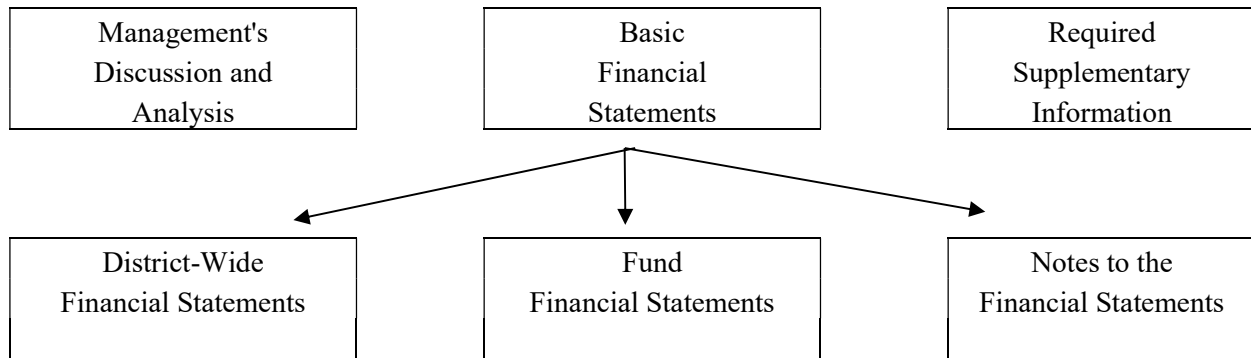 Management's
Discussion and
Analysis
Basic
Financial
Statements
Required
Supplementary
Information
District-Wide
Financial Statements
Fund
Financial Statements
Notes to the
Financial Statements